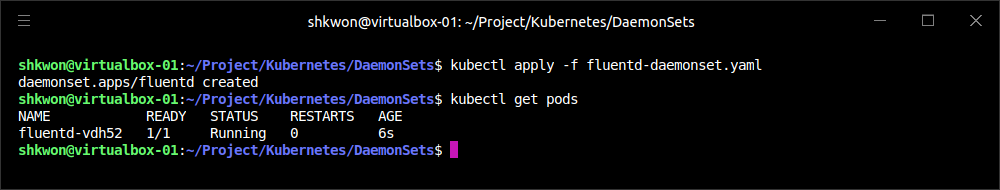 shkwon@virtualbox-01: ~/Project/Kubernetes/DaemonSets
shkwon@virtualbox-01:~/Project/Kubernetes/DaemonSets$ kubectl apply -f fluentd-daemonset.yaml
daemonset.apps/fluentd created
shkwon@virtualbox-01:~/Project/Kubernetes/DaemonSets$ kubectl get pods
NAME            READY   STATUS    RESTARTS   AGE
fluentd-vdh52   1/1     Running   0          6s
shkwon@virtualbox-01:~/Project/Kubernetes/DaemonSets$